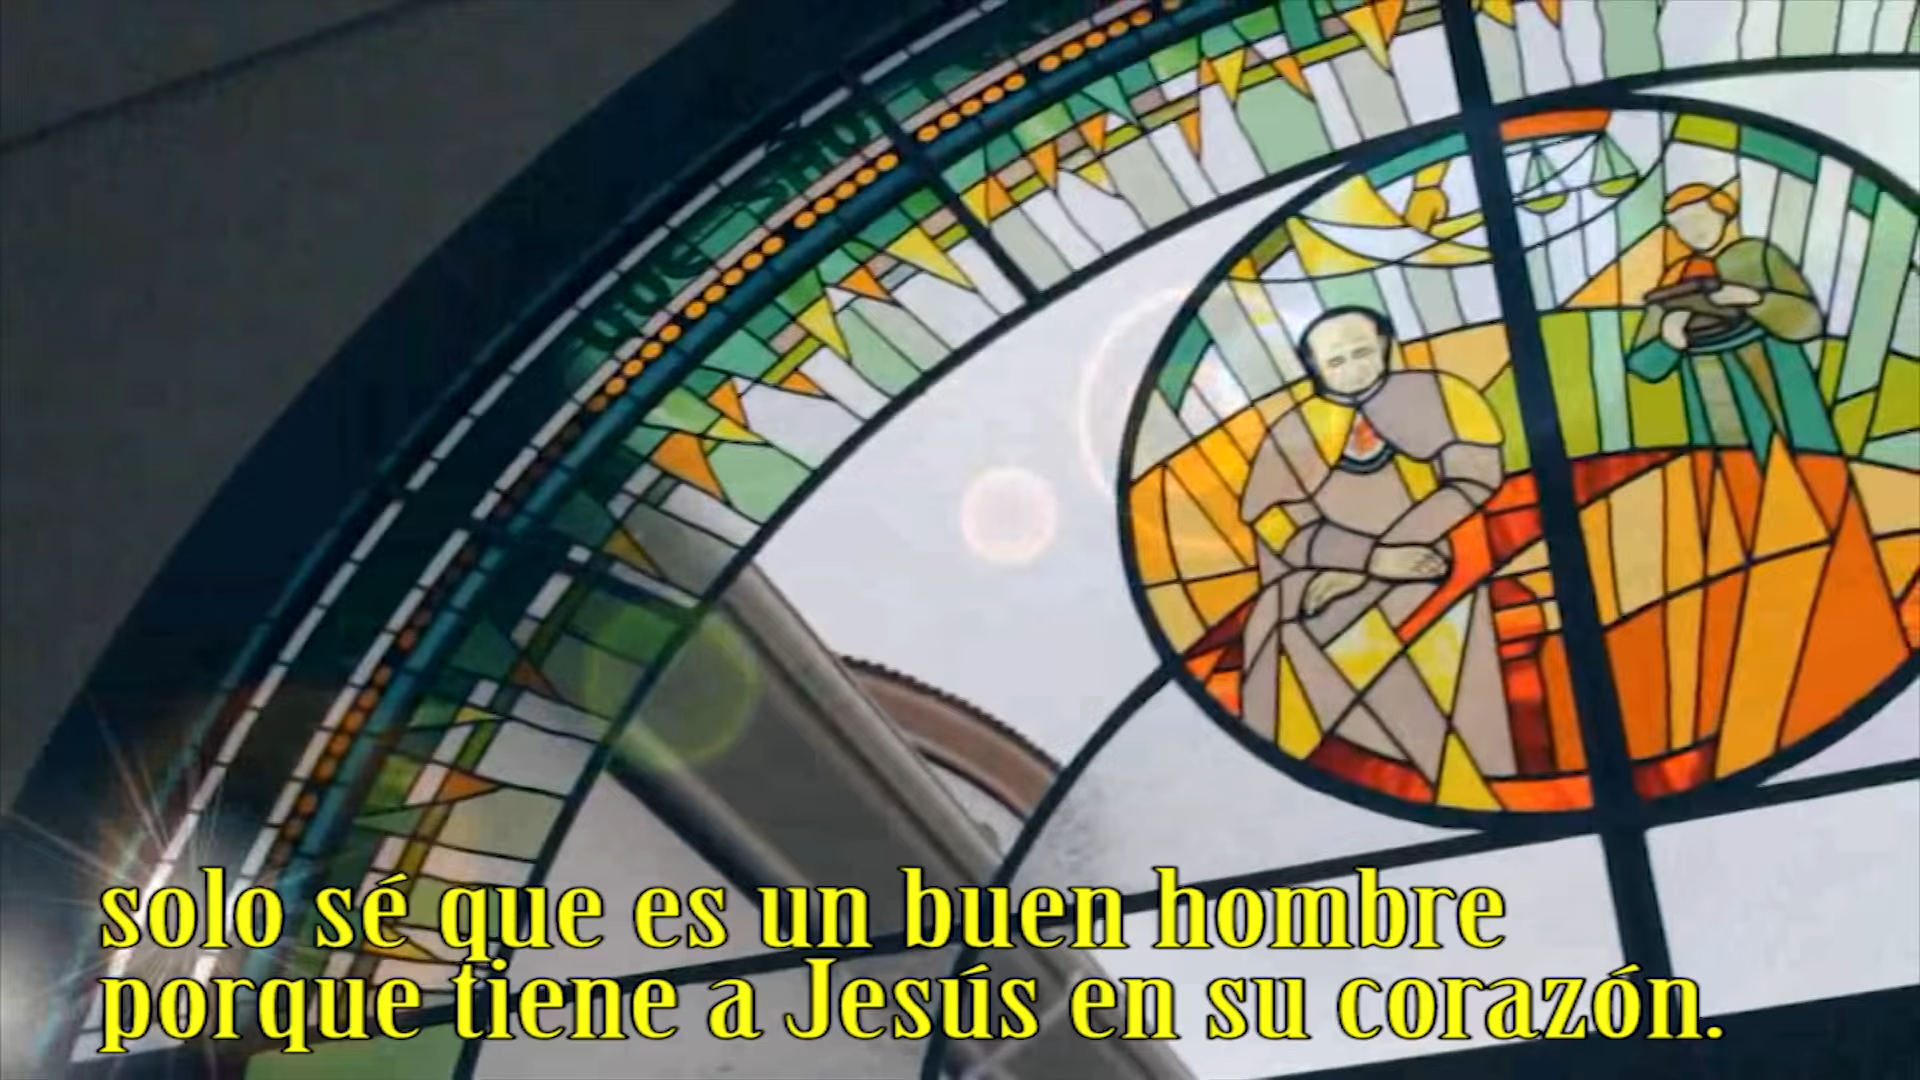 solo sé que es un buen hombre
porque tiene a Jesús en su corazón.